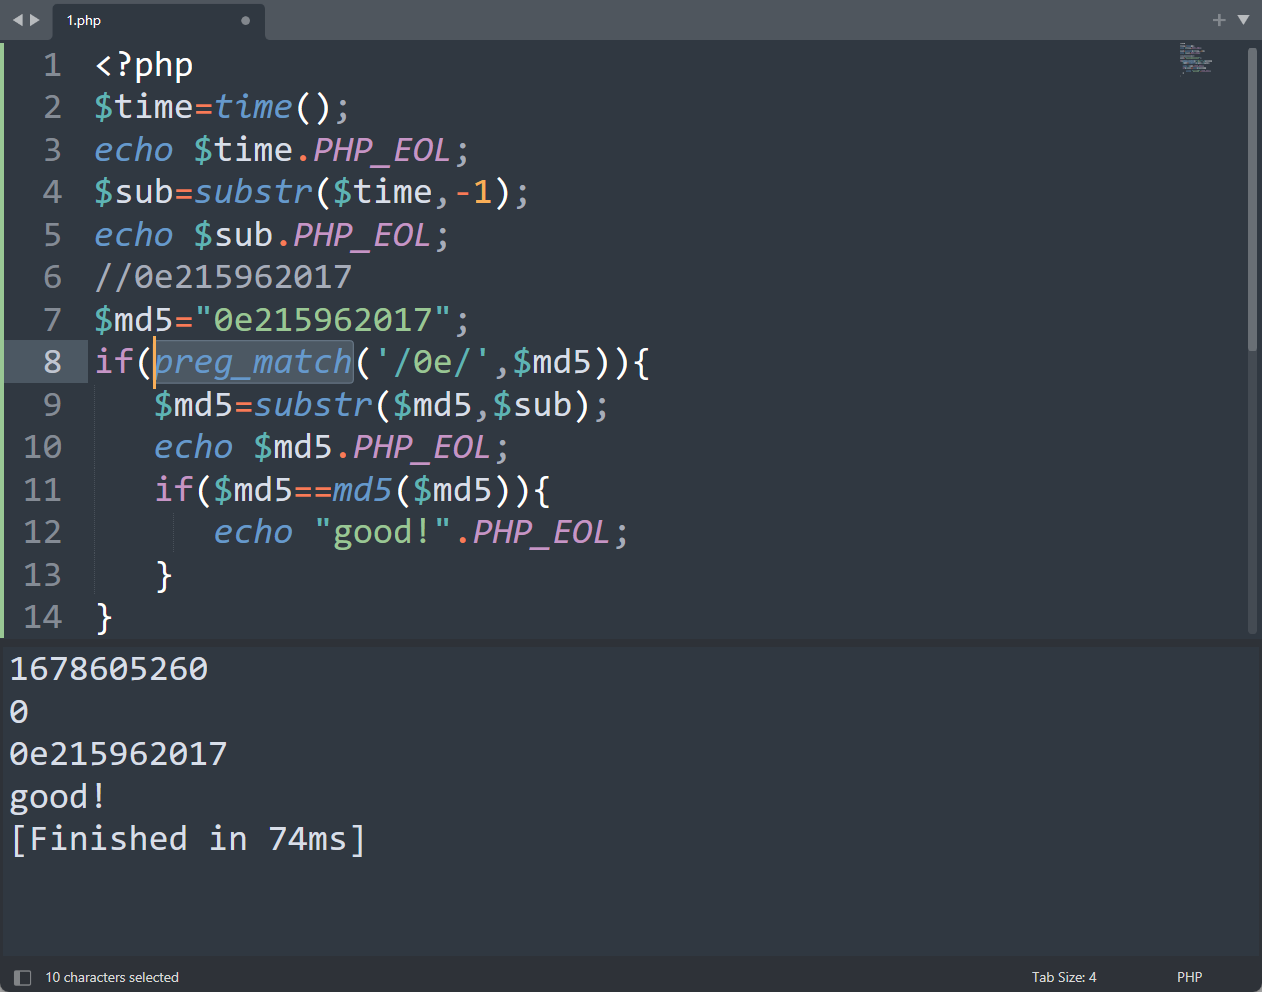 1.php
1 <?php
2 $time=time();
3 echo $time.PHP_EOL;
4 $sub=substr($time,-1);
5 echo $sub.PHP_EOL;
6 //0e215962017
7 $md5="0e215962017";
8 if(preg_match('/0e/',$md5)){
9 $md5=substr($md5,$sub);
10 echo $md5.PHP_EOL;
11 if($md5==md5($md5)){
12 echo "good!".PHP_EOL;
13 }
14 }
1678605260
0
0e215962017
good!
[Finished in 74ms]
10 characters selected Tab Size: 4 PHP